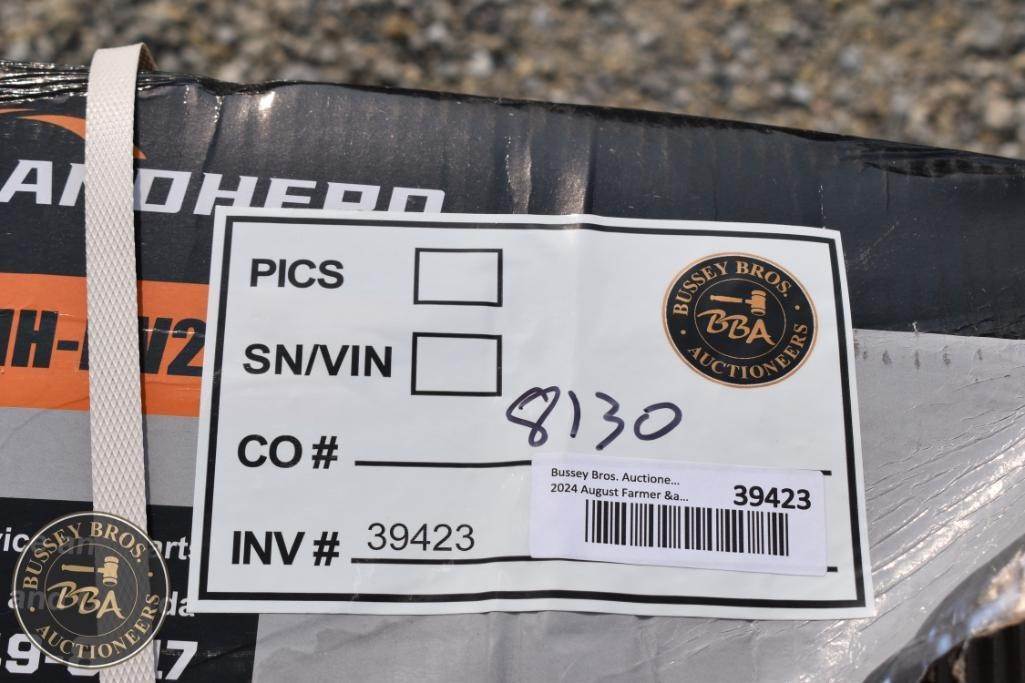 ANDHERO
PICS
BUSSEY BROS.
BBA
AUCTIONEERS
SN/VIN
8130
CO #
Bussey Bros. Auctione...
2024 August Farmer &a...
39423
INV # 39423
BUSSEY BROS.
BBA
AUCTIONEERS